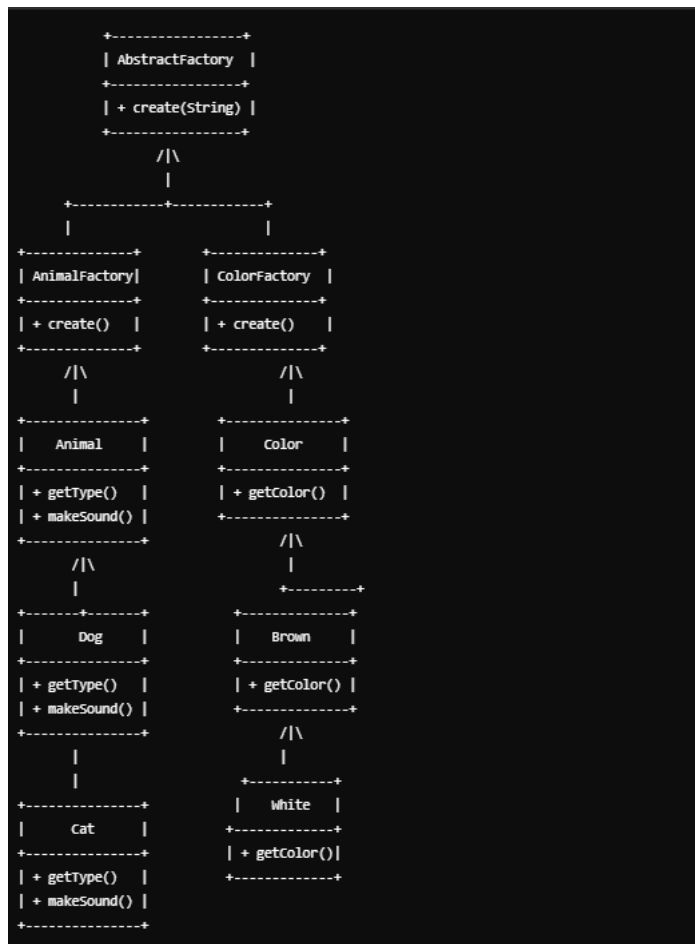 +-----------------+
            | AbstractFactory  |
            +-----------------+
            | + create(String) |
            +-----------------+
                   /|\
                    |
       +------------+------------+
       |                         |
+--------------+        +--------------+
| AnimalFactory|        | ColorFactory  |
+--------------+        +--------------+
| + create()   |        | + create()    |
+--------------+        +--------------+
      /|\                        /|\
       |                          |
+---------------+         +---------------+
|    Animal     |         |     Color     |
+---------------+         +---------------+
| + getType()   |         | + getColor()  |
| + makeSound() |         +---------------+
+---------------+                /|\
       /|\                        |
       |                         +---------+
+-------+-------+           +--------------+
|       Dog     |           |    Brown     |
+---------------+           +--------------+
| + getType()   |           | + getColor() |
| + makeSound() |           +--------------+
+---------------+                /|\
       |                         |
       |                    +-----------+
+---------------+           |    White   |
|      Cat      |          +-------------+
+---------------+          | + getColor()|
| + getType()   |          +-------------+
| + makeSound() |
+---------------+